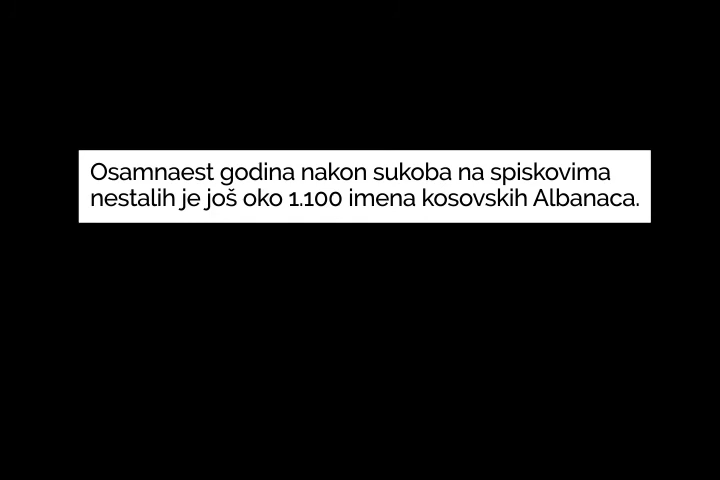 Osamnaest godina nakon sukoba na spiskovima
nestalih je još oko 1.100 imena kosovskih Albanaca.